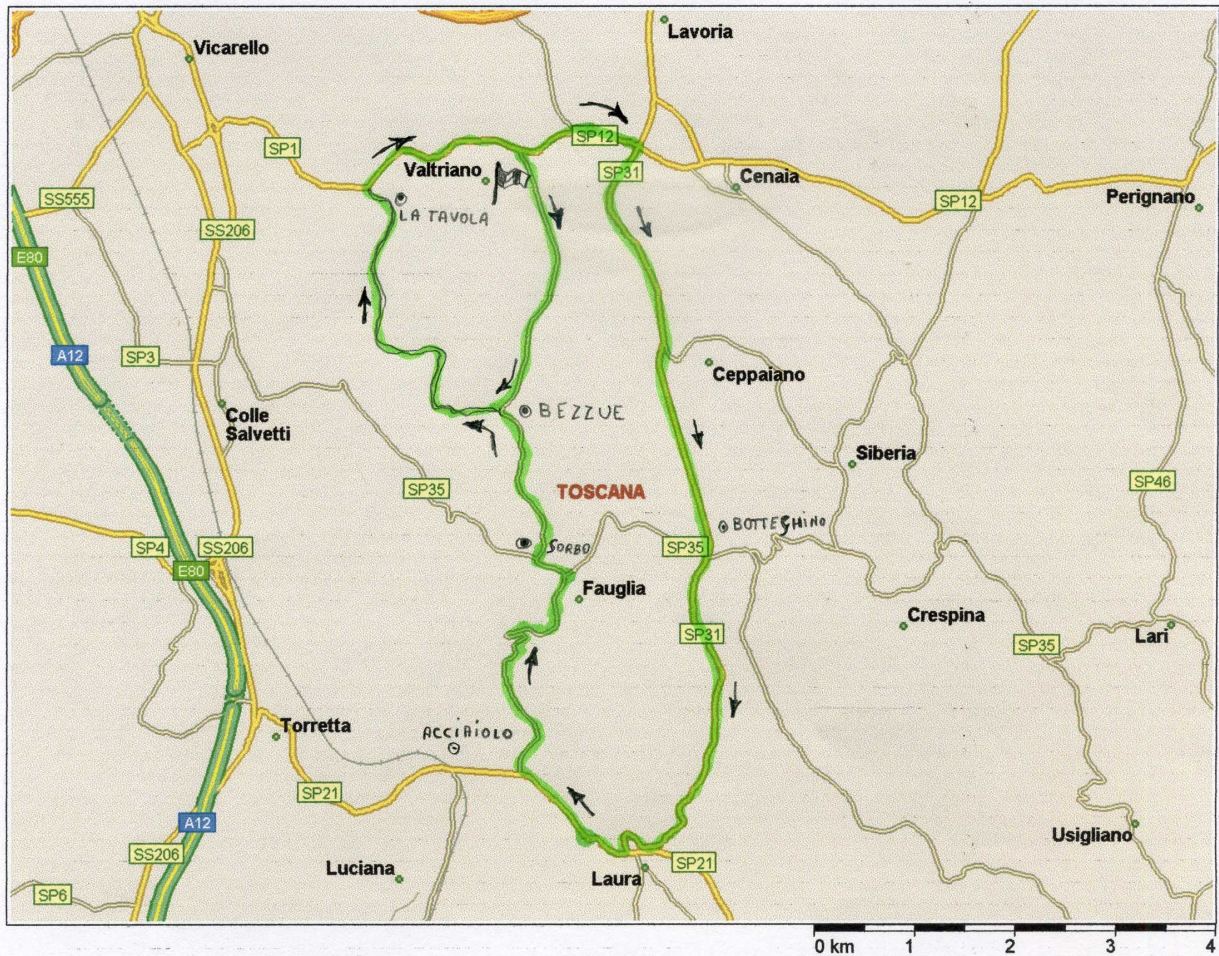 Lavoria
Vicarello
SP12
SP1
SP31
Valtriano
Cenaia
LA TAVOLA
SS555
SP12
Perignano
SS206
E80
A12
SP3
Ceppaiano
Colle
Salvetti
BEZZUE
Siberia
SP35
TOSCANA
SP46
BOTTEGHINO
SP4
SS206
SORBO
SP35
E80
Fauglia
Crespina
SP31
Lari
SP35
Torretta
ACCIAIOLO
SP21
A12
Usigliano
SS206
Luciana
Laura
SP21
SP6
0 km 1 2 3 4